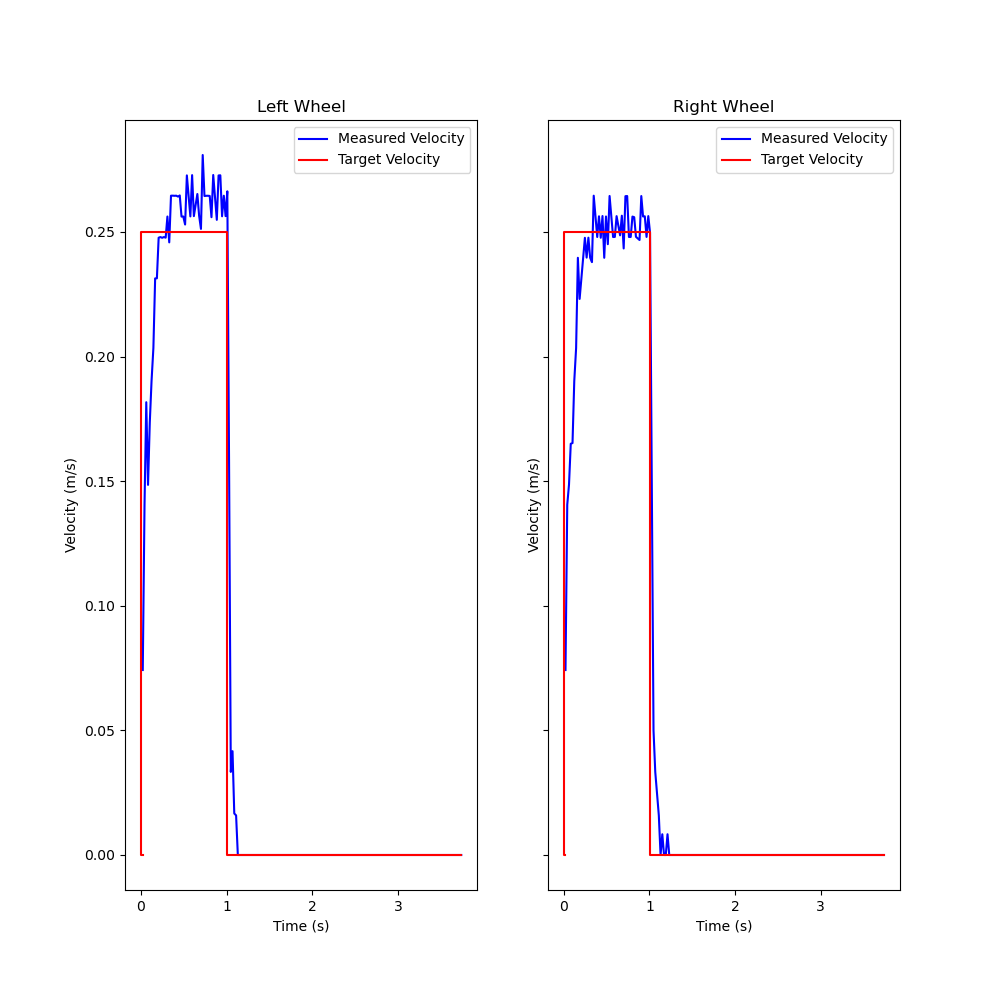 Left Wheel
Measured Velocity
Target Velocity
0.25
0.20
0.15
0.10
0.05
0.00
Velocity (m/s)
0 1 2 3
Time (s)
Right Wheel
Measured Velocity
Target Velocity
Velocity (m/s)
0 1 2 3
Time (s)